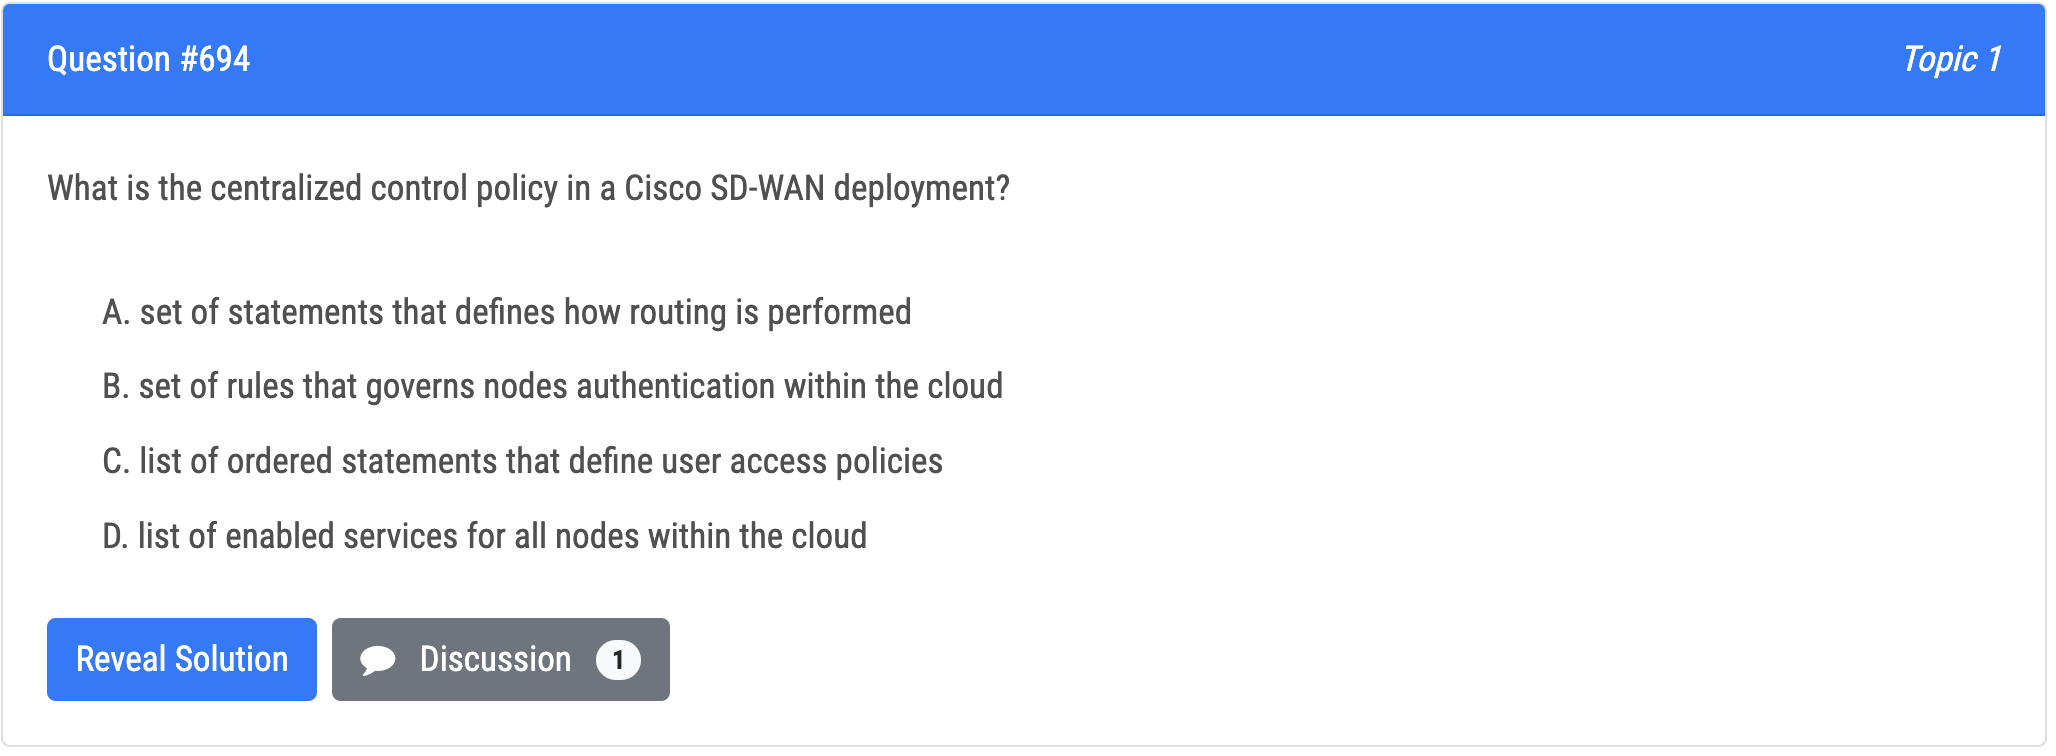 Question #694
Topic 1
What is the centralized control policy in a Cisco SD-WAN deployment?
A. set of statements that defines how routing is performed
B. set of rules that governs nodes authentication within the cloud
C. list of ordered statements that define user access policies
D. list of enabled services for all nodes within the cloud
Reveal Solution
Discussion 1